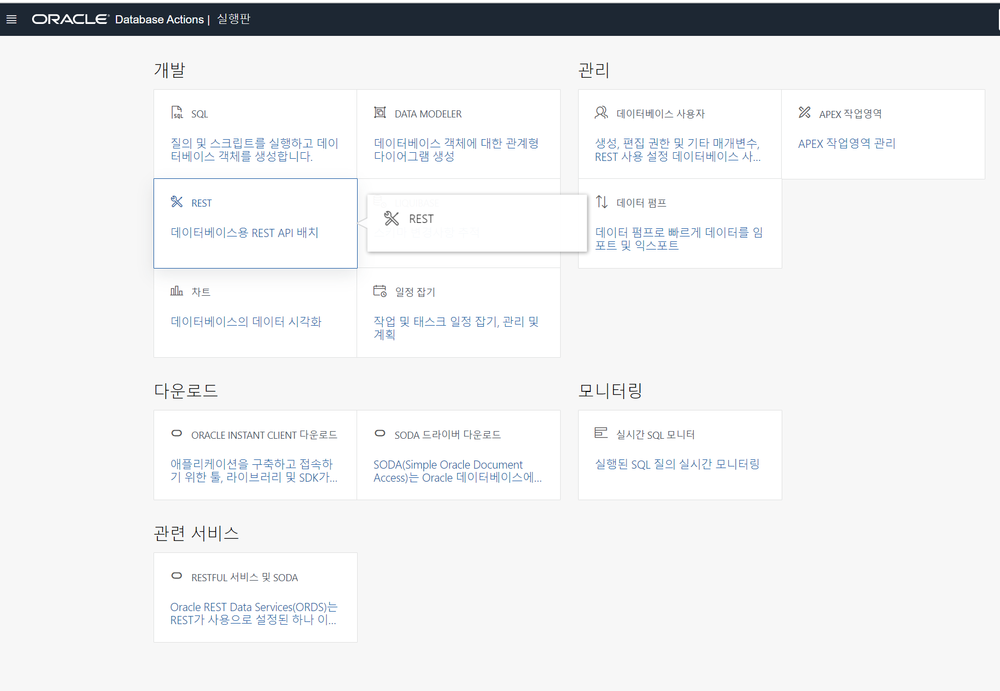 ORACLE Database Actions | 실행판
개발
SQL
질의 및 스크립트를 실행하고 데이
터베이스 객체를 생성합니다.
DATA MODELER
데이터베이스 객체에 대한 관계형
다이어그램 생성
REST
데이터베이스용 REST API 배치
LIQUIBASE
스키마 변경사항 추적
REST
차트
데이터베이스의 데이터 시각화
일정 잡기
작업 및 태스크 일정 잡기, 관리 및
계획
관리
데이터베이스 사용자
생성, 편집 권한 및 기타 매개변수,
REST 사용 설정 데이터베이스 사...
APEX 작업영역
APEX 작업영역 관리
데이터 펌프
데이터 펌프로 빠르게 데이터를 임
포트 및 익스포트
다운로드
ORACLE INSTANT CLIENT 다운로드
애플리케이션을 구축하고 접속하
기 위한 툴, 라이브러리 및 SDK가...
SODA 드라이버 다운로드
SODA(Simple Oracle Document
Access)는 Oracle 데이터베이스에...
모니터링
실시간 SQL 모니터
실행된 SQL 질의 실시간 모니터링
관련 서비스
RESTFUL 서비스 및 SODA
Oracle REST Data Services(ORDS)는
REST가 사용으로 설정된 하나 이...